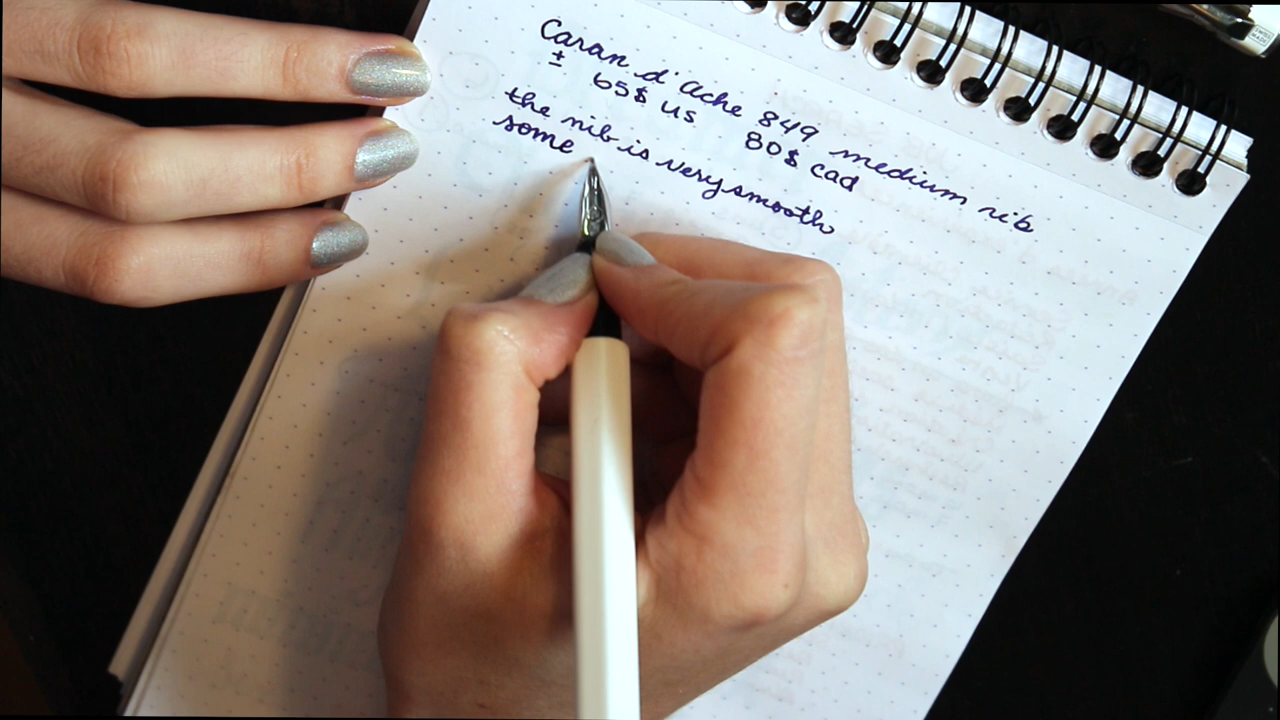 Caran d'Ache 849 medium nib
± 65$ us 80$ cad
the nib is very smooth
some